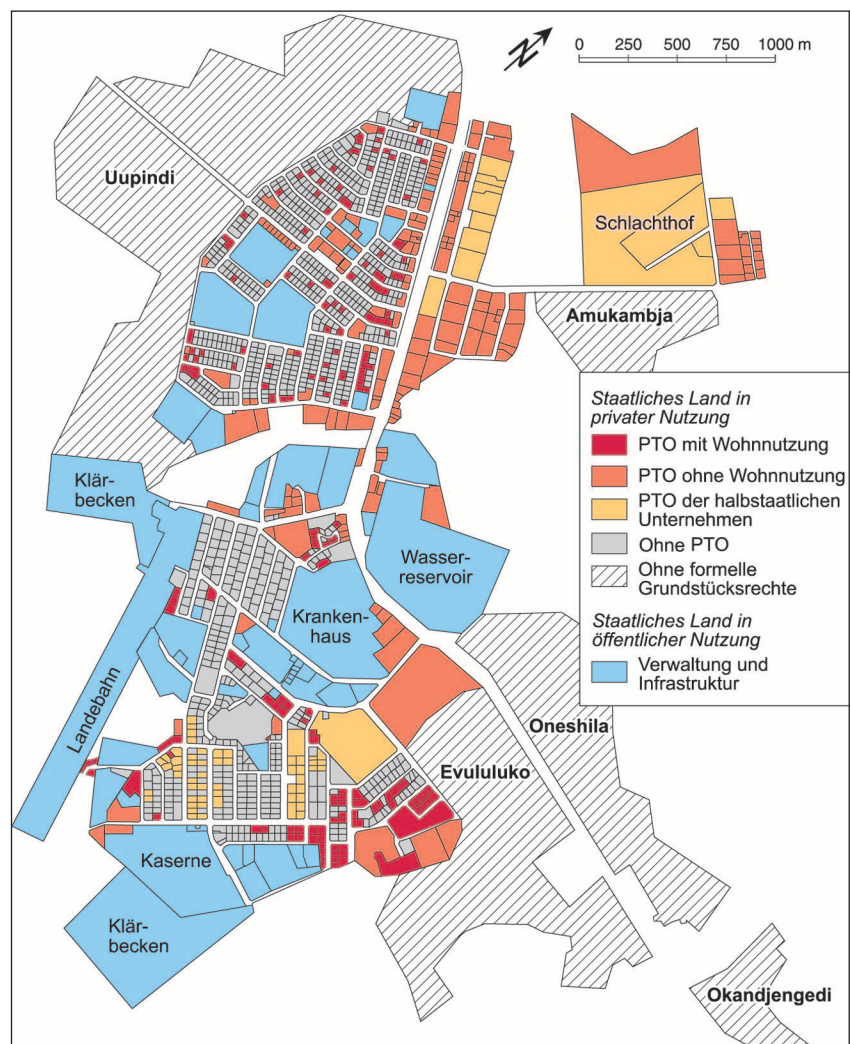 N
0 250 500 750 1000 m
Uupindi
Schlachthof
Amukambja
Staatliches Land in
privater Nutzung
PTO mit Wohnnutzung
PTO ohne Wohnnutzung
PTO der halbstaatlichen
Unternehmen
Ohne PTO
Ohne formelle
Grundstücksrechte
Staatliches Land in
öffentlicher Nutzung
Verwaltung und
Infrastruktur
Klär-
becken
Wasser-
reservoir
Kranken-
haus
Landebahn
Oneshila
Evululuko
Kaserne
Klär-
becken
Okandjengedi